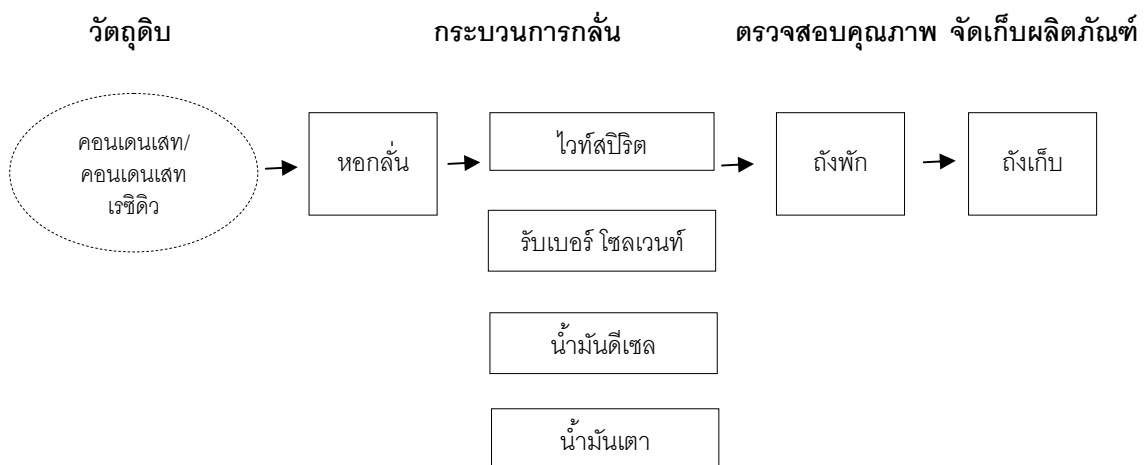 วัตถุดิบ กระบวนการกลั่น ตรวจสอบคุณภาพ จัดเก็บผลิตภัณฑ์
คอนเดนเสท/
คอนเดนเสท
เรซิดิว
หอกลั่น
ไวท์สปิริต
รับเบอร์ โซลเวนท์
น้ำมันดีเซล
น้ำมันเตา
ถังพัก
ถังเก็บ